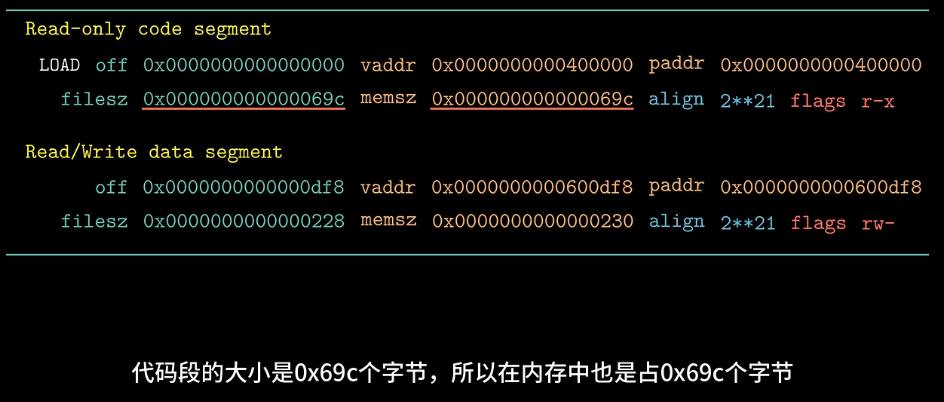 Read-only code segment
LOAD off 0x0000000000000000 vaddr 0x0000000000400000 paddr 0x0000000000400000
filesz 0x000000000000069c memsz 0x000000000000069c align 2**21 flags r-x
Read/Write data segment
off 0x0000000000000df8 vaddr 0x0000000000600df8 paddr 0x0000000000600df8
filesz 0x0000000000000228 memsz 0x0000000000000230 align 2**21 flags rw-
代码段的大小是0x69c个字节，所以在内存中也是占0x69c个字节